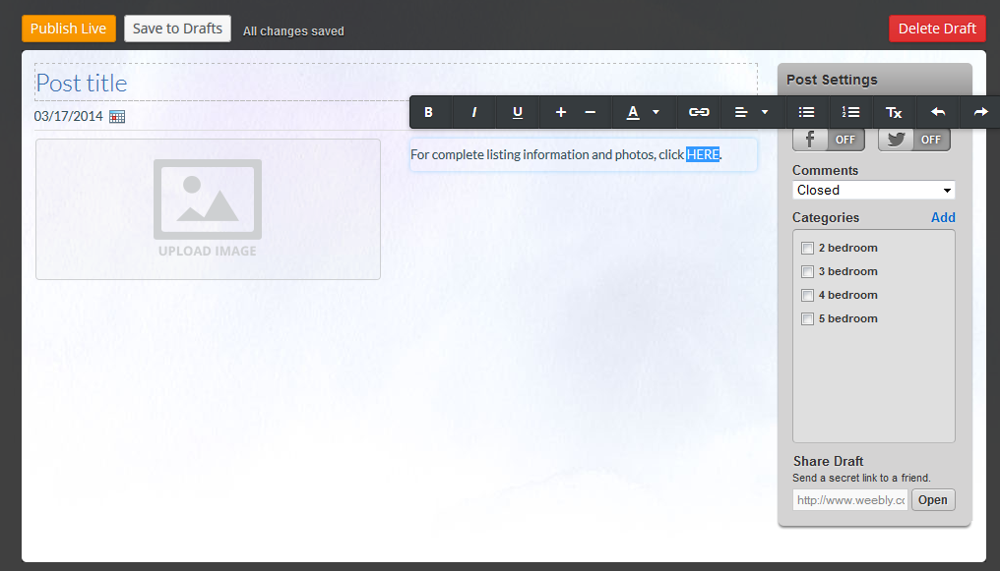 Publish Live Save to Drafts All changes saved Delete Draft
Post title
Post Settings
03/17/2014
B I U + − A Tx
f OFF OFF
For complete listing information and photos, click HERE.
Comments
Closed
Categories Add
2 bedroom
3 bedroom
4 bedroom
5 bedroom
UPLOAD IMAGE
Share Draft
Send a secret link to a friend.
http://www.weebly.co Open